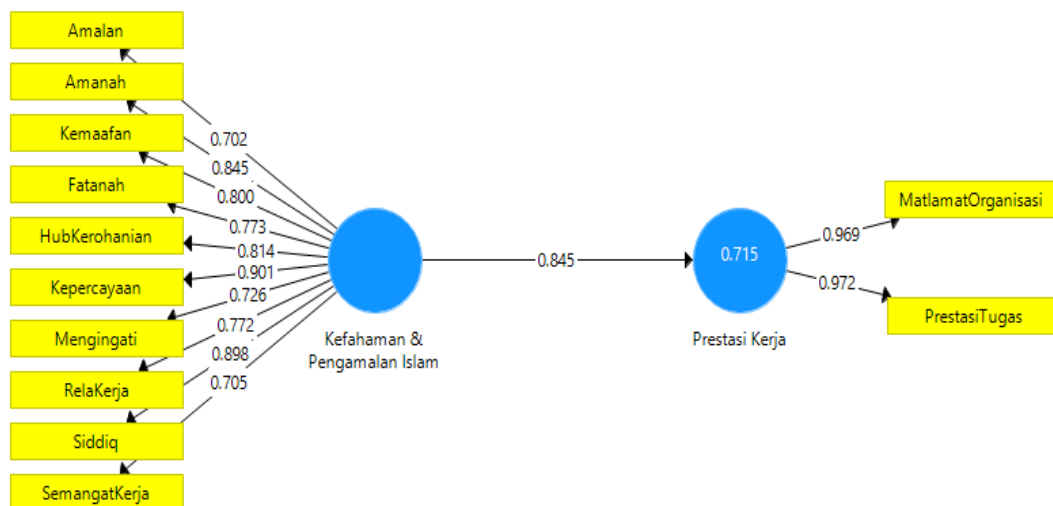 Amalan
Amanah
Kemaafan
Fatanah
HubKerohanian
Kepercayaan
Mengingati
RelaKerja
Siddiq
SemangatKerja
0.702
0.845
0.800
0.773
0.814
0.901
0.726
0.772
0.898
0.705
Kefahaman &
Pengamalan Islam
0.845
0.715
Prestasi Kerja
0.969
0.972
MatlamatOrganisasi
PrestasiTugas